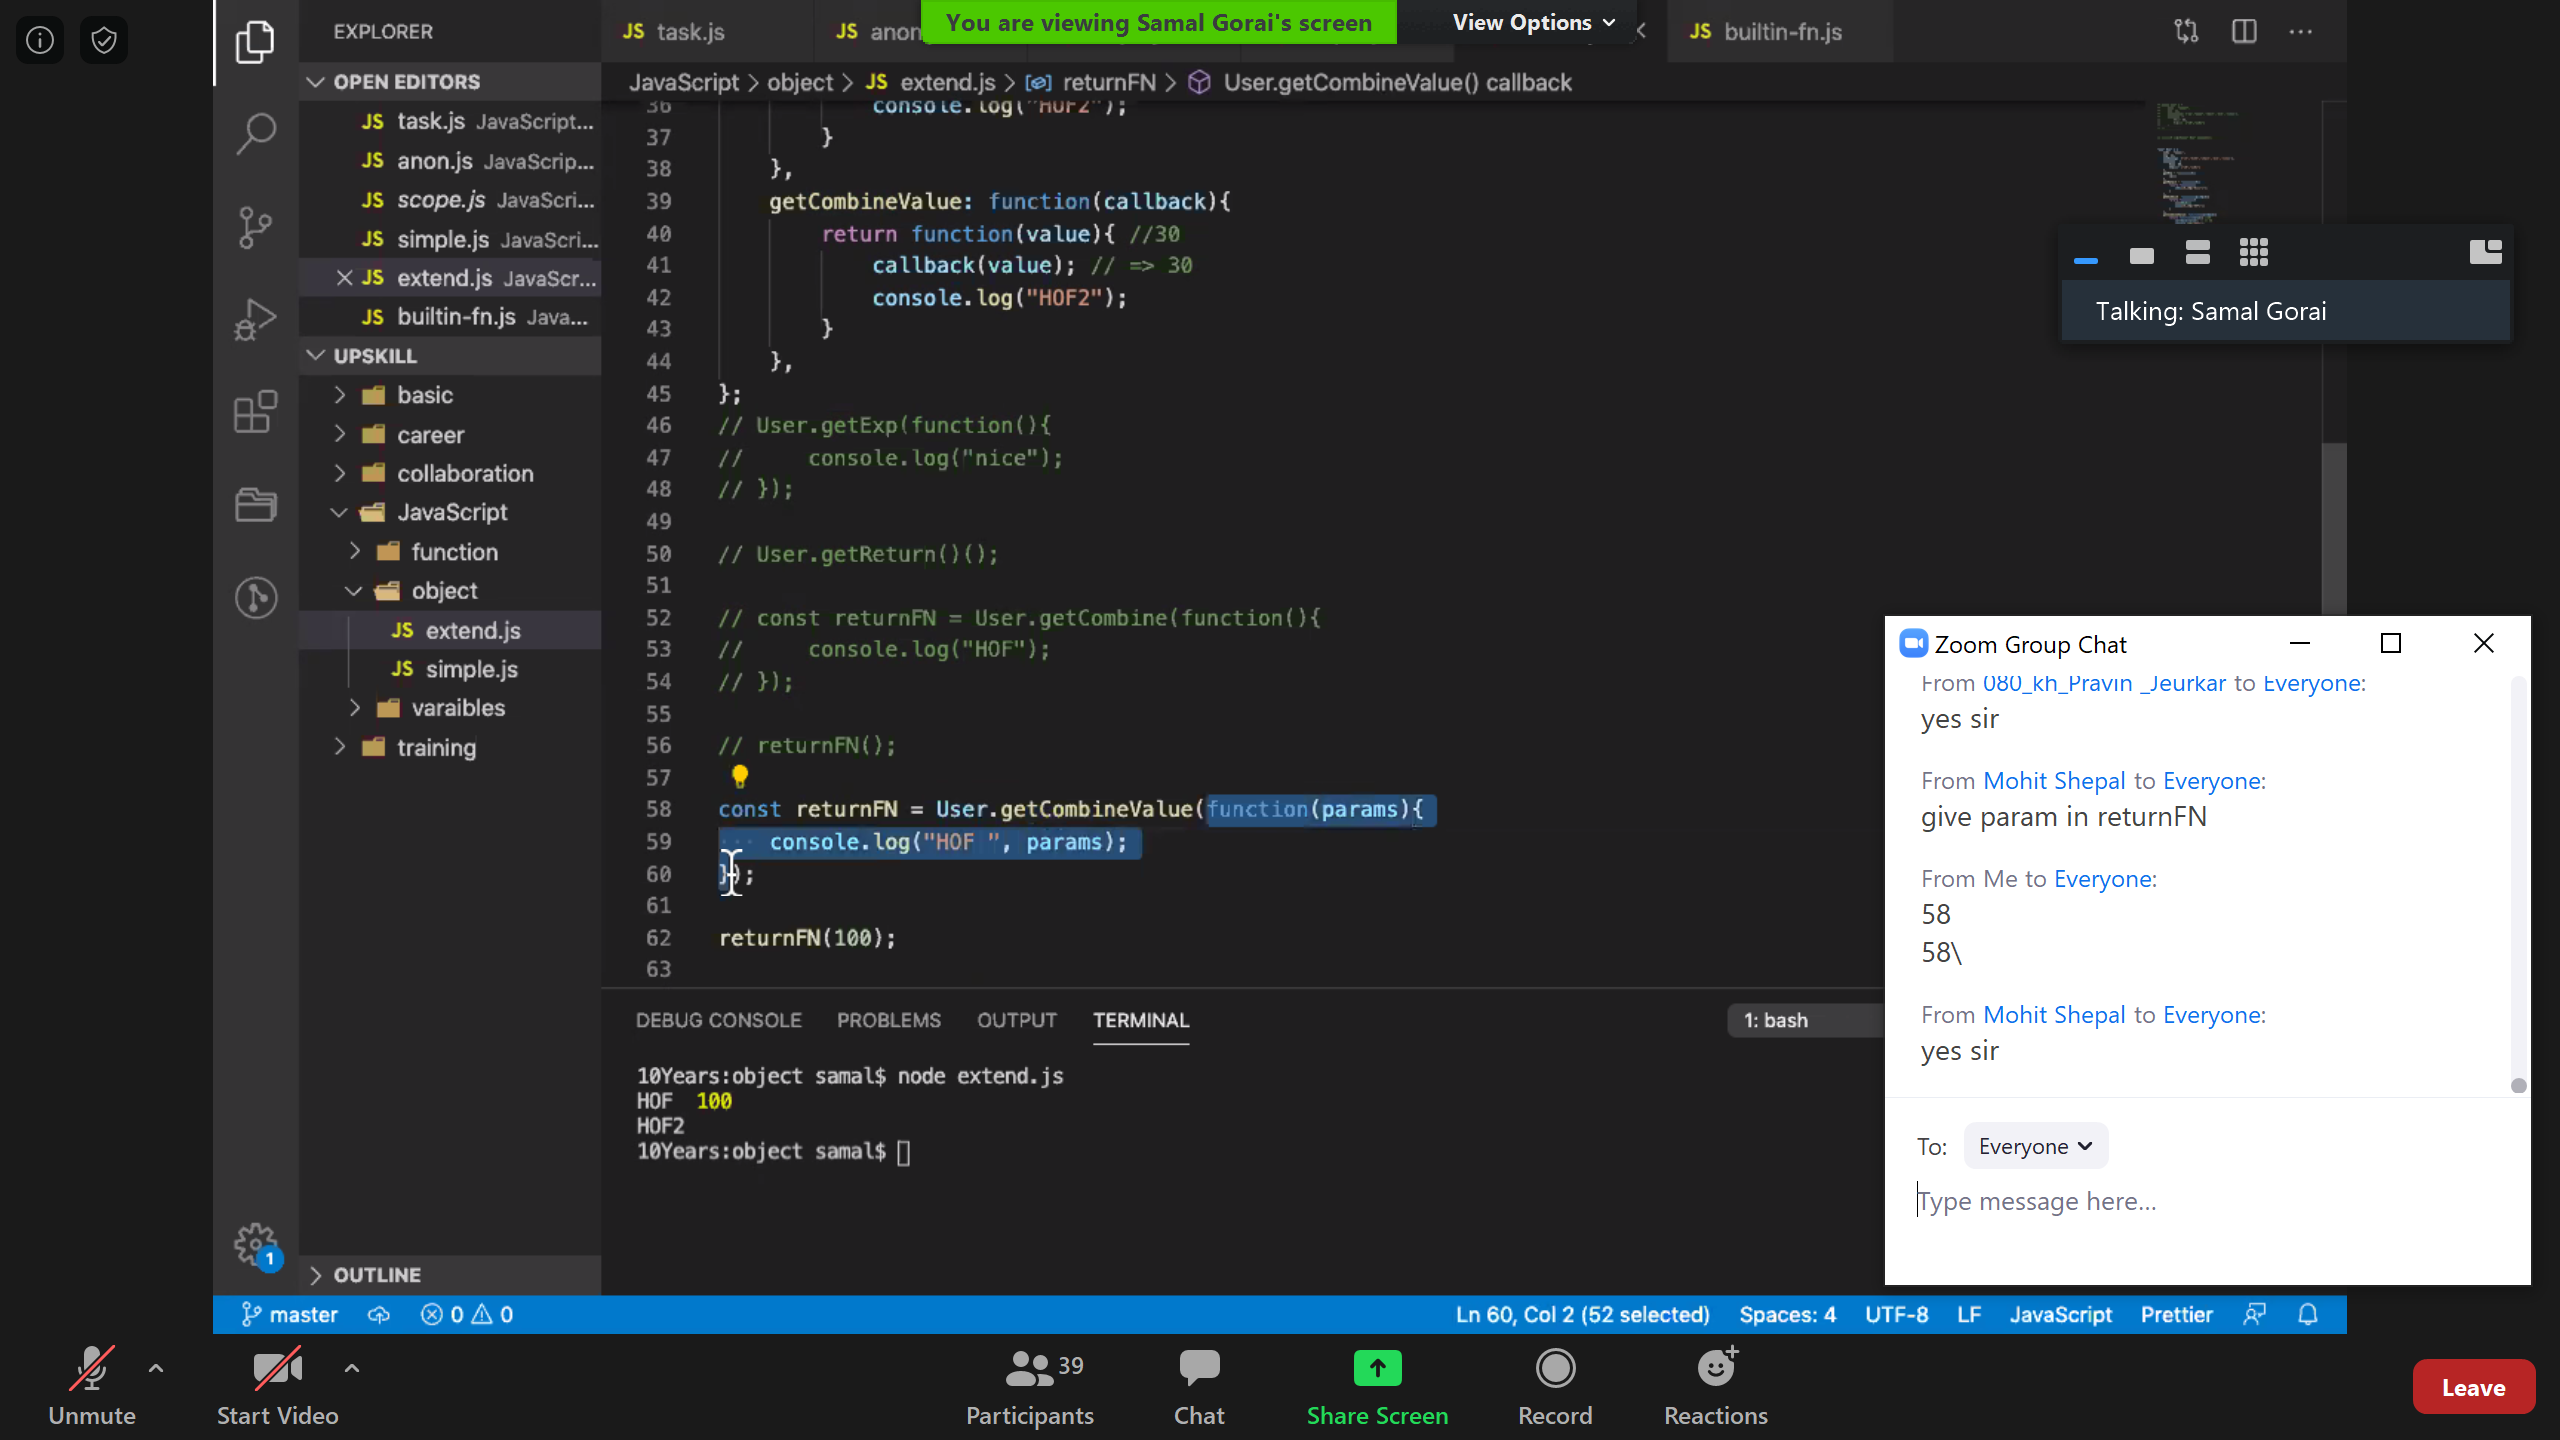 You are viewing Samal Gorai's screen
View Options
EXPLORER
OPEN EDITORS
JS task.js JavaScript...
JS anon.js JavaScrip...
JS scope.js JavaScri...
JS simple.js JavaScri...
JS extend.js JavaScr...
JS builtin-fn.js Java...
UPSKILL
basic
career
collaboration
JavaScript
function
object
JS extend.js
JS simple.js
varaibles
training
OUTLINE
JS task.js
JS anon
JS builtin-fn.js
JavaScript > object > JS extend.js > returnFN > User.getCombineValue() callback
36 console.log("HOF2");
37 }
38 },
39 getCombineValue: function(callback){
40 return function(value){ //30
41 callback(value); // => 30
42 console.log("HOF2");
43 }
44 },
45 };
46 // User.getExp(function(){
47 // console.log("nice");
48 // });
49
50 // User.getReturn()();
51
52 // const returnFN = User.getCombine(function(){
53 // console.log("HOF");
54 // });
55
56 // returnFN();
57
58 const returnFN = User.getCombineValue(function(params){
59 console.log("HOF ", params);
60 });
61
62 returnFN(100);
63
DEBUG CONSOLE PROBLEMS OUTPUT TERMINAL
1: bash
10Years:object samal$ node extend.js
HOF 100
HOF2
10Years:object samal$
Talking: Samal Gorai
Zoom Group Chat
From 080_kh_Pravin _Jeurkar to Everyone:
yes sir
From Mohit Shepal to Everyone:
give param in returnFN
From Me to Everyone:
58
58\
From Mohit Shepal to Everyone:
yes sir
To: Everyone
Type message here...
1
master 0 0 Ln 60, Col 2 (52 selected) Spaces: 4 UTF-8 LF JavaScript Prettier
Unmute
Start Video
39
Participants
Chat
Share Screen
Record
Reactions
Leave